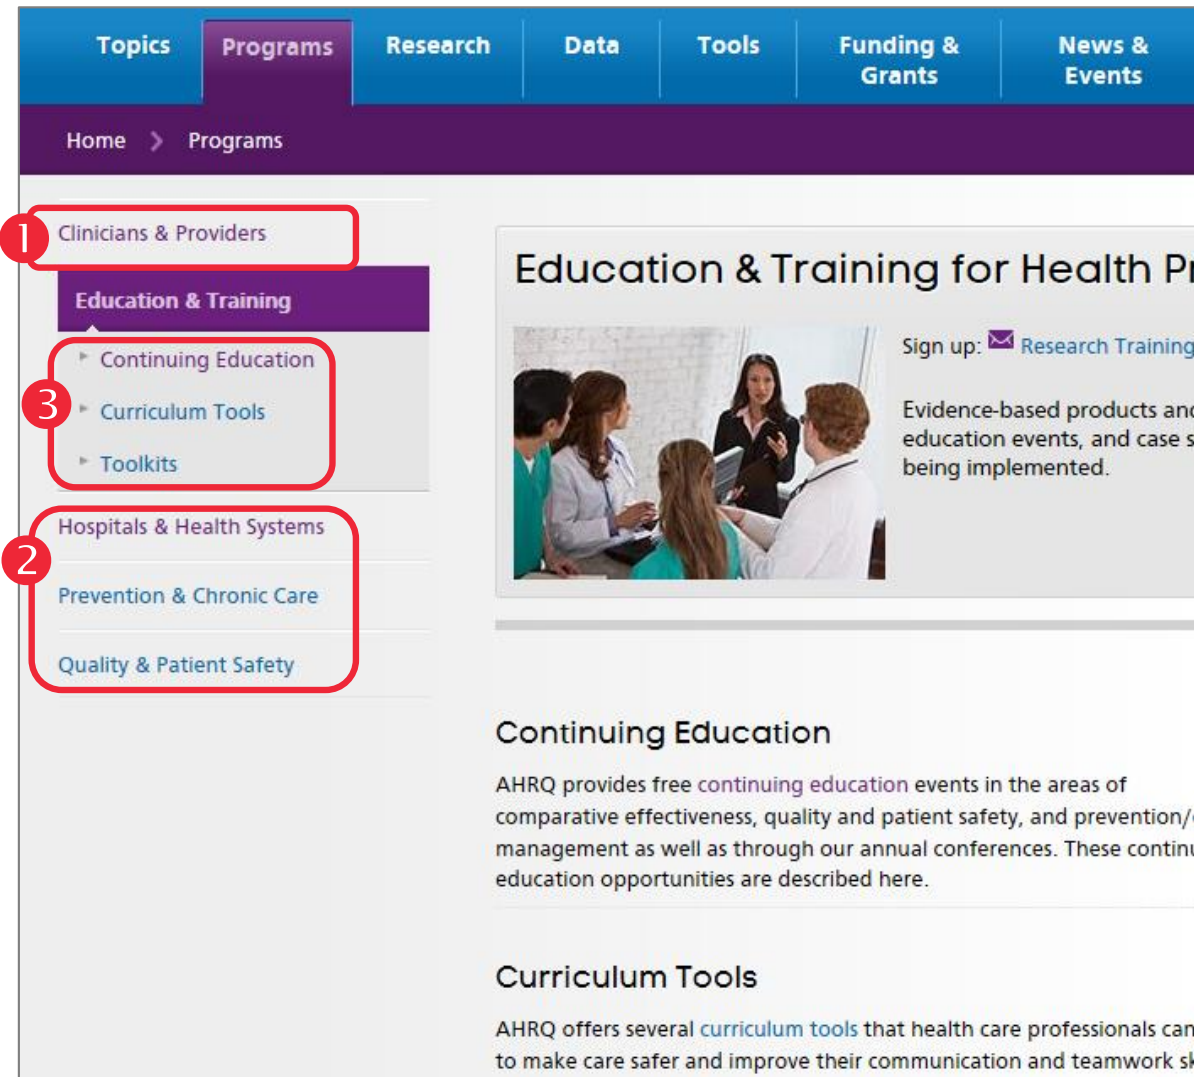 Topics
Programs
Research
Data
Tools
Funding &
Grants
News &
Events
Home
Programs
1
Clinicians & Providers
Education & Training
3
Continuing Education
Curriculum Tools
Toolkits
2
Hospitals & Health Systems
Prevention & Chronic Care
Quality & Patient Safety
Education & Training for Health Pr
Sign up: Research Training
Evidence-based products and
education events, and case s
being implemented.
Continuing Education
AHRQ provides free continuing education events in the areas of
comparative effectiveness, quality and patient safety, and prevention/
management as well as through our annual conferences. These continu
education opportunities are described here.
Curriculum Tools
AHRQ offers several curriculum tools that health care professionals can
to make care safer and improve their communication and teamwork sk